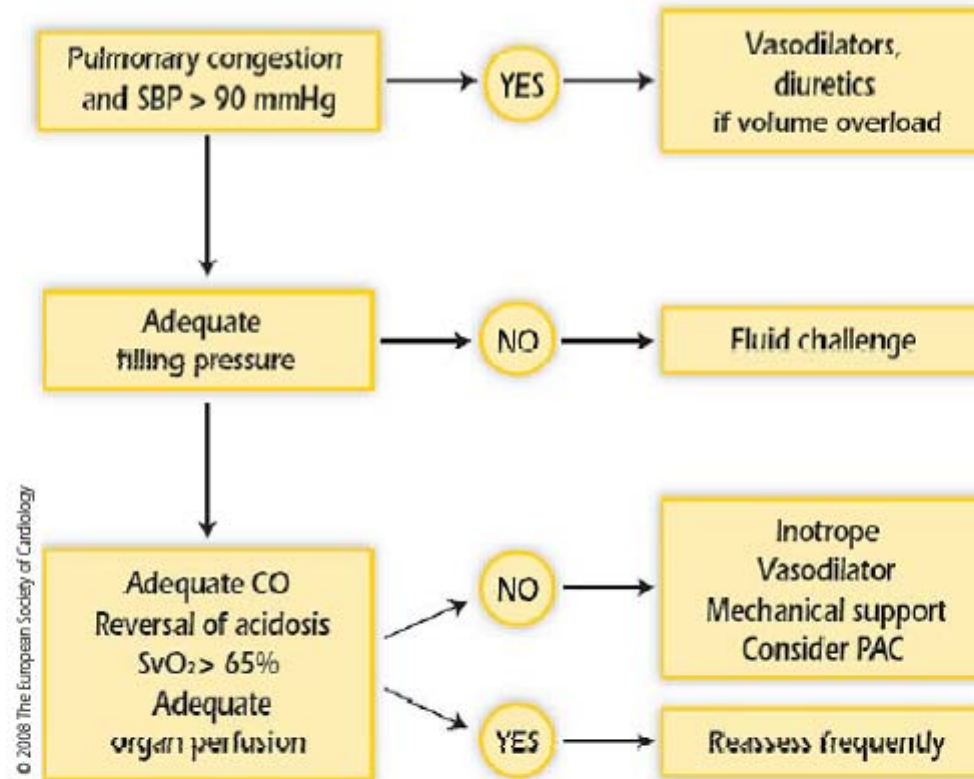 Pulmonary congestion
and SBP > 90 mmHg
YES
Vasodilators,
diuretics
if volume overload
Adequate
filling pressure
NO
Fluid challenge
Adequate CO
Reversal of acidosis
SvO₂ > 65%
Adequate
organ perfusion
NO
Inotrope
Vasodilator
Mechanical support
Consider PAC
YES
Reassess frequently
© 2008 The European Society of Cardiology